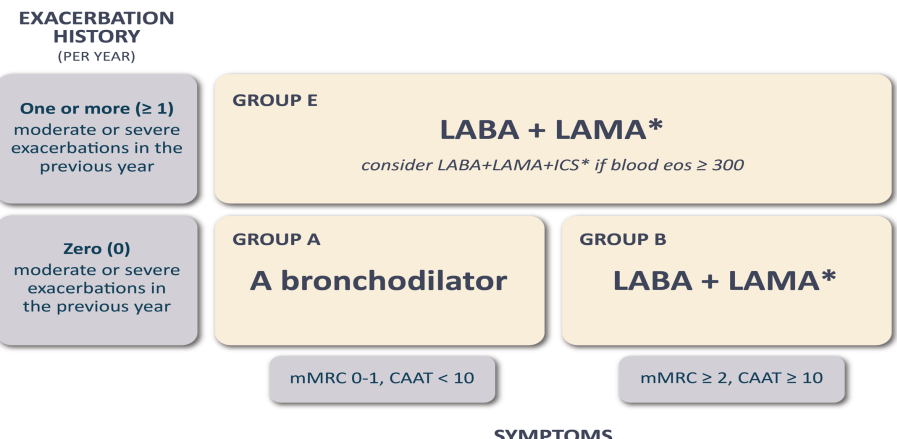 EXACERBATION
HISTORY
(PER YEAR)
One or more (≥ 1)
moderate or severe
exacerbations in the
previous year
GROUP E
LABA + LAMA*
consider LABA+LAMA+ICS* if blood eos ≥ 300
Zero (0)
moderate or severe
exacerbations in
the previous year
GROUP A
A bronchodilator
GROUP B
LABA + LAMA*
mMRC 0-1, CAAT < 10
mMRC ≥ 2, CAAT ≥ 10
SYMPTOMS